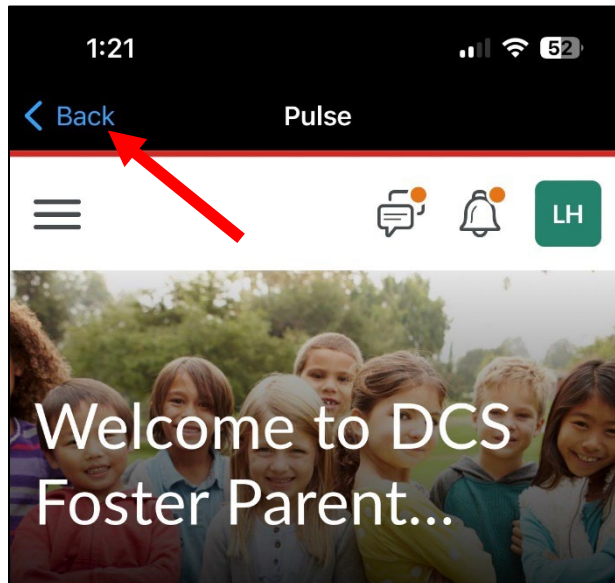 1:21
52
Back
Pulse
LH
Welcome to DCS
Foster Parent...